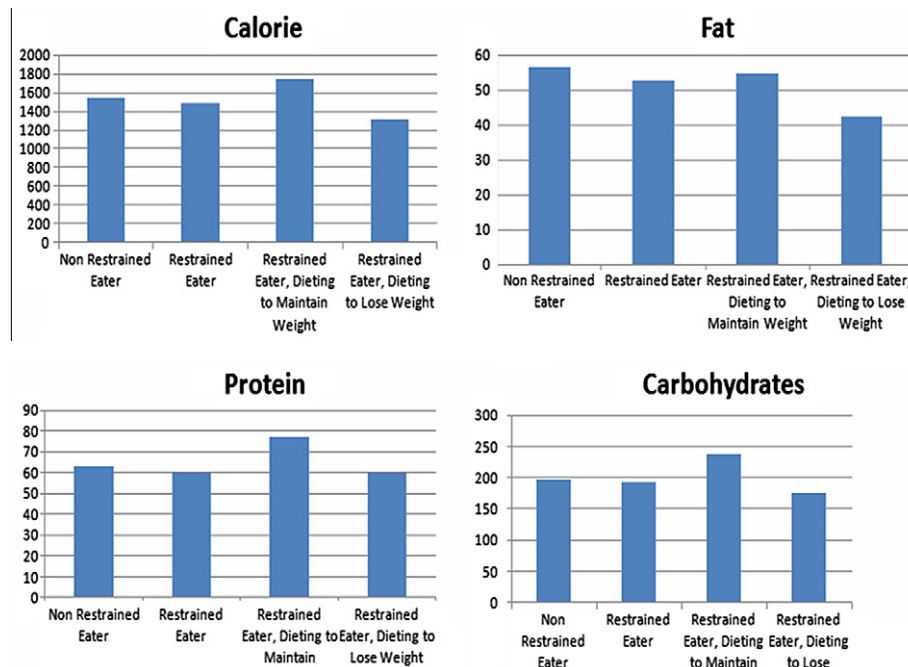 Calorie
2000
1800
1600
1400
1200
1000
800
600
400
200
0
Non Restrained
Eater
Restrained
Eater
Restrained
Eater, Dieting
to Maintain
Weight
Restrained
Eater, Dieting
to Lose Weight
Fat
60
50
40
30
20
10
0
Non Restrained
Eater
Restrained Eater
Restrained Eater,
Dieting to
Maintain Weight
Restrained Eater,
Dieting to Lose
Weight
Protein
90
80
70
60
50
40
30
20
10
0
Non Restrained
Eater
Restrained
Eater
Restrained
Eater, Dieting to
Maintain
Restrained
Eater, Dieting to
Lose Weight
Carbohydrates
300
250
200
150
100
50
0
Non
Restrained
Eater
Restrained
Eater
Restrained
Eater, Dieting
to Maintain
Restrained
Eater, Dieting
to Lose